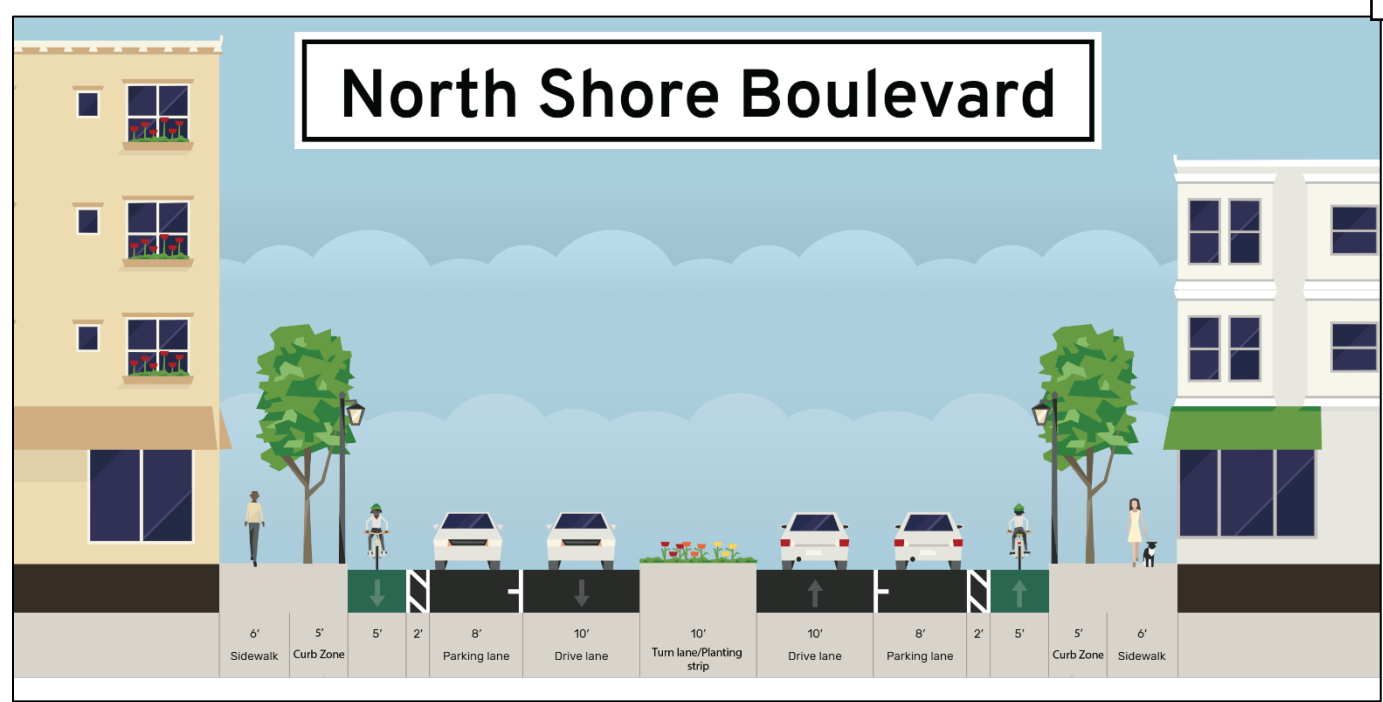 North Shore Boulevard
6’ 5’ 5’ 2’ 8’ 10’ 10’ 10’ 8’ 2’ 5’ 5’ 6’
Sidewalk Curb Zone Parking lane Drive lane Turn lane/Planting Drive lane Parking lane Curb Zone Sidewalk
strip